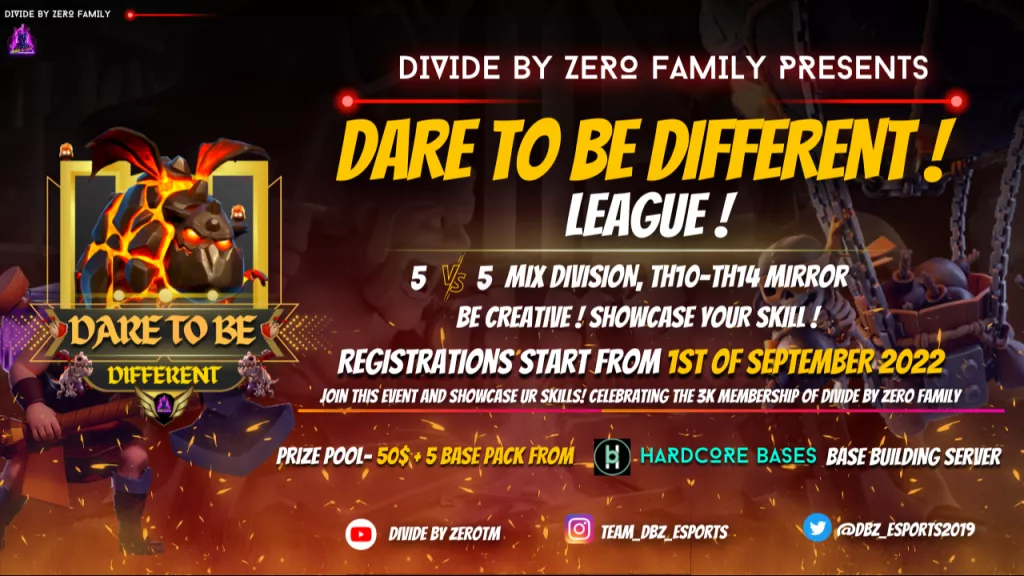 DIVIDE BY ZERO FAMILY
DIVIDE BY ZERO FAMILY PRESENTS
DARE TO BE DIFFERENT !
LEAGUE !
5 VS 5 MIX DIVISION, TH10-TH14 MIRROR
BE CREATIVE ! SHOWCASE YOUR SKILL !
REGISTRATIONS START FROM 1ST OF SEPTEMBER 2022
JOIN THIS EVENT AND SHOWCASE UR SKILLS! CELEBRATING THE 3K MEMBERSHIP OF DIVIDE BY ZERO FAMILY
DARE TO BE
DIFFERENT
PRIZE POOL- 50$ + 5 BASE PACK FROM HARDCORE BASES BASE BUILDING SERVER
DIVIDE BY ZEROTM TEAM_DBZ_ESPORTS @DBZ_ESPORTS2019